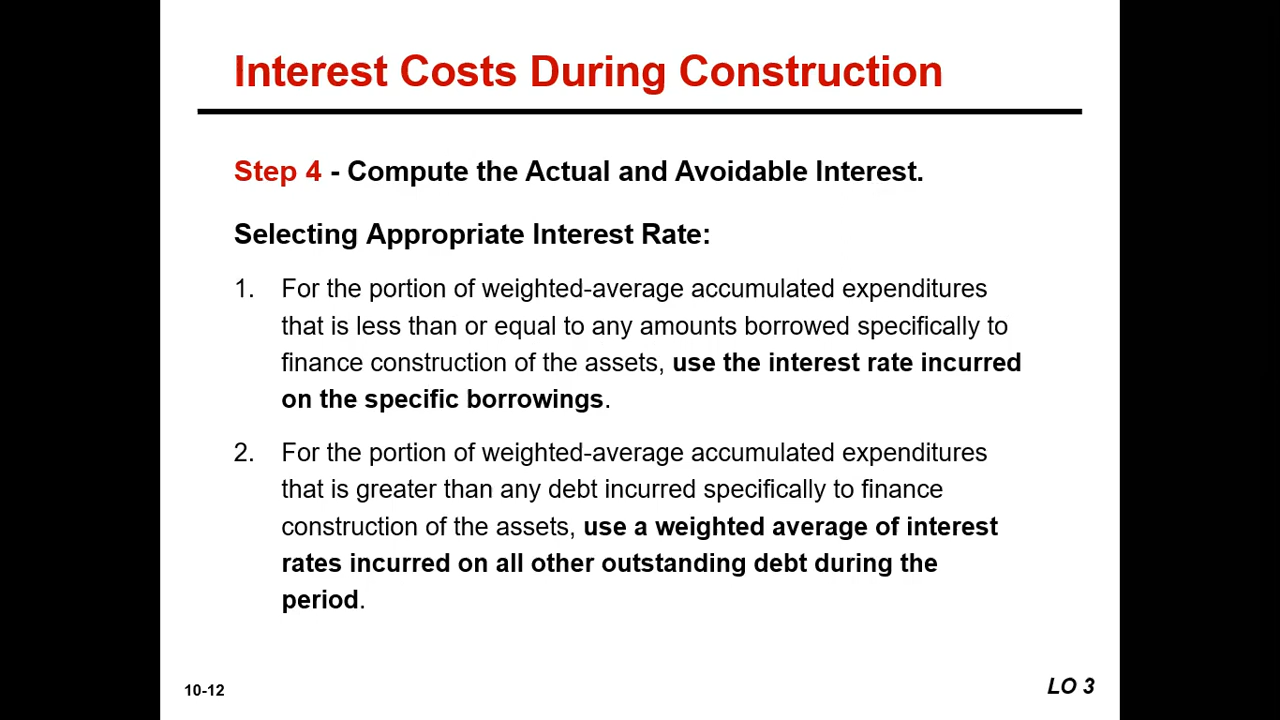 Interest Costs During Construction
Step 4 - Compute the Actual and Avoidable Interest.
Selecting Appropriate Interest Rate:
1. For the portion of weighted-average accumulated expenditures
that is less than or equal to any amounts borrowed specifically to
finance construction of the assets, use the interest rate incurred
on the specific borrowings.
2. For the portion of weighted-average accumulated expenditures
that is greater than any debt incurred specifically to finance
construction of the assets, use a weighted average of interest
rates incurred on all other outstanding debt during the
period.
10-12
LO 3